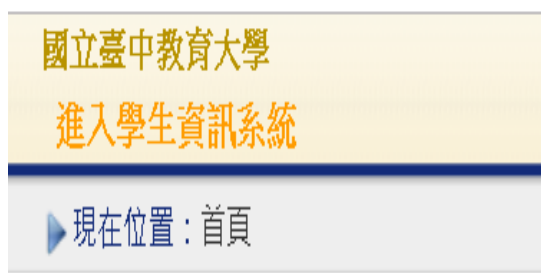 國立臺中教育大學
進入學生資訊系統
現在位置：首頁